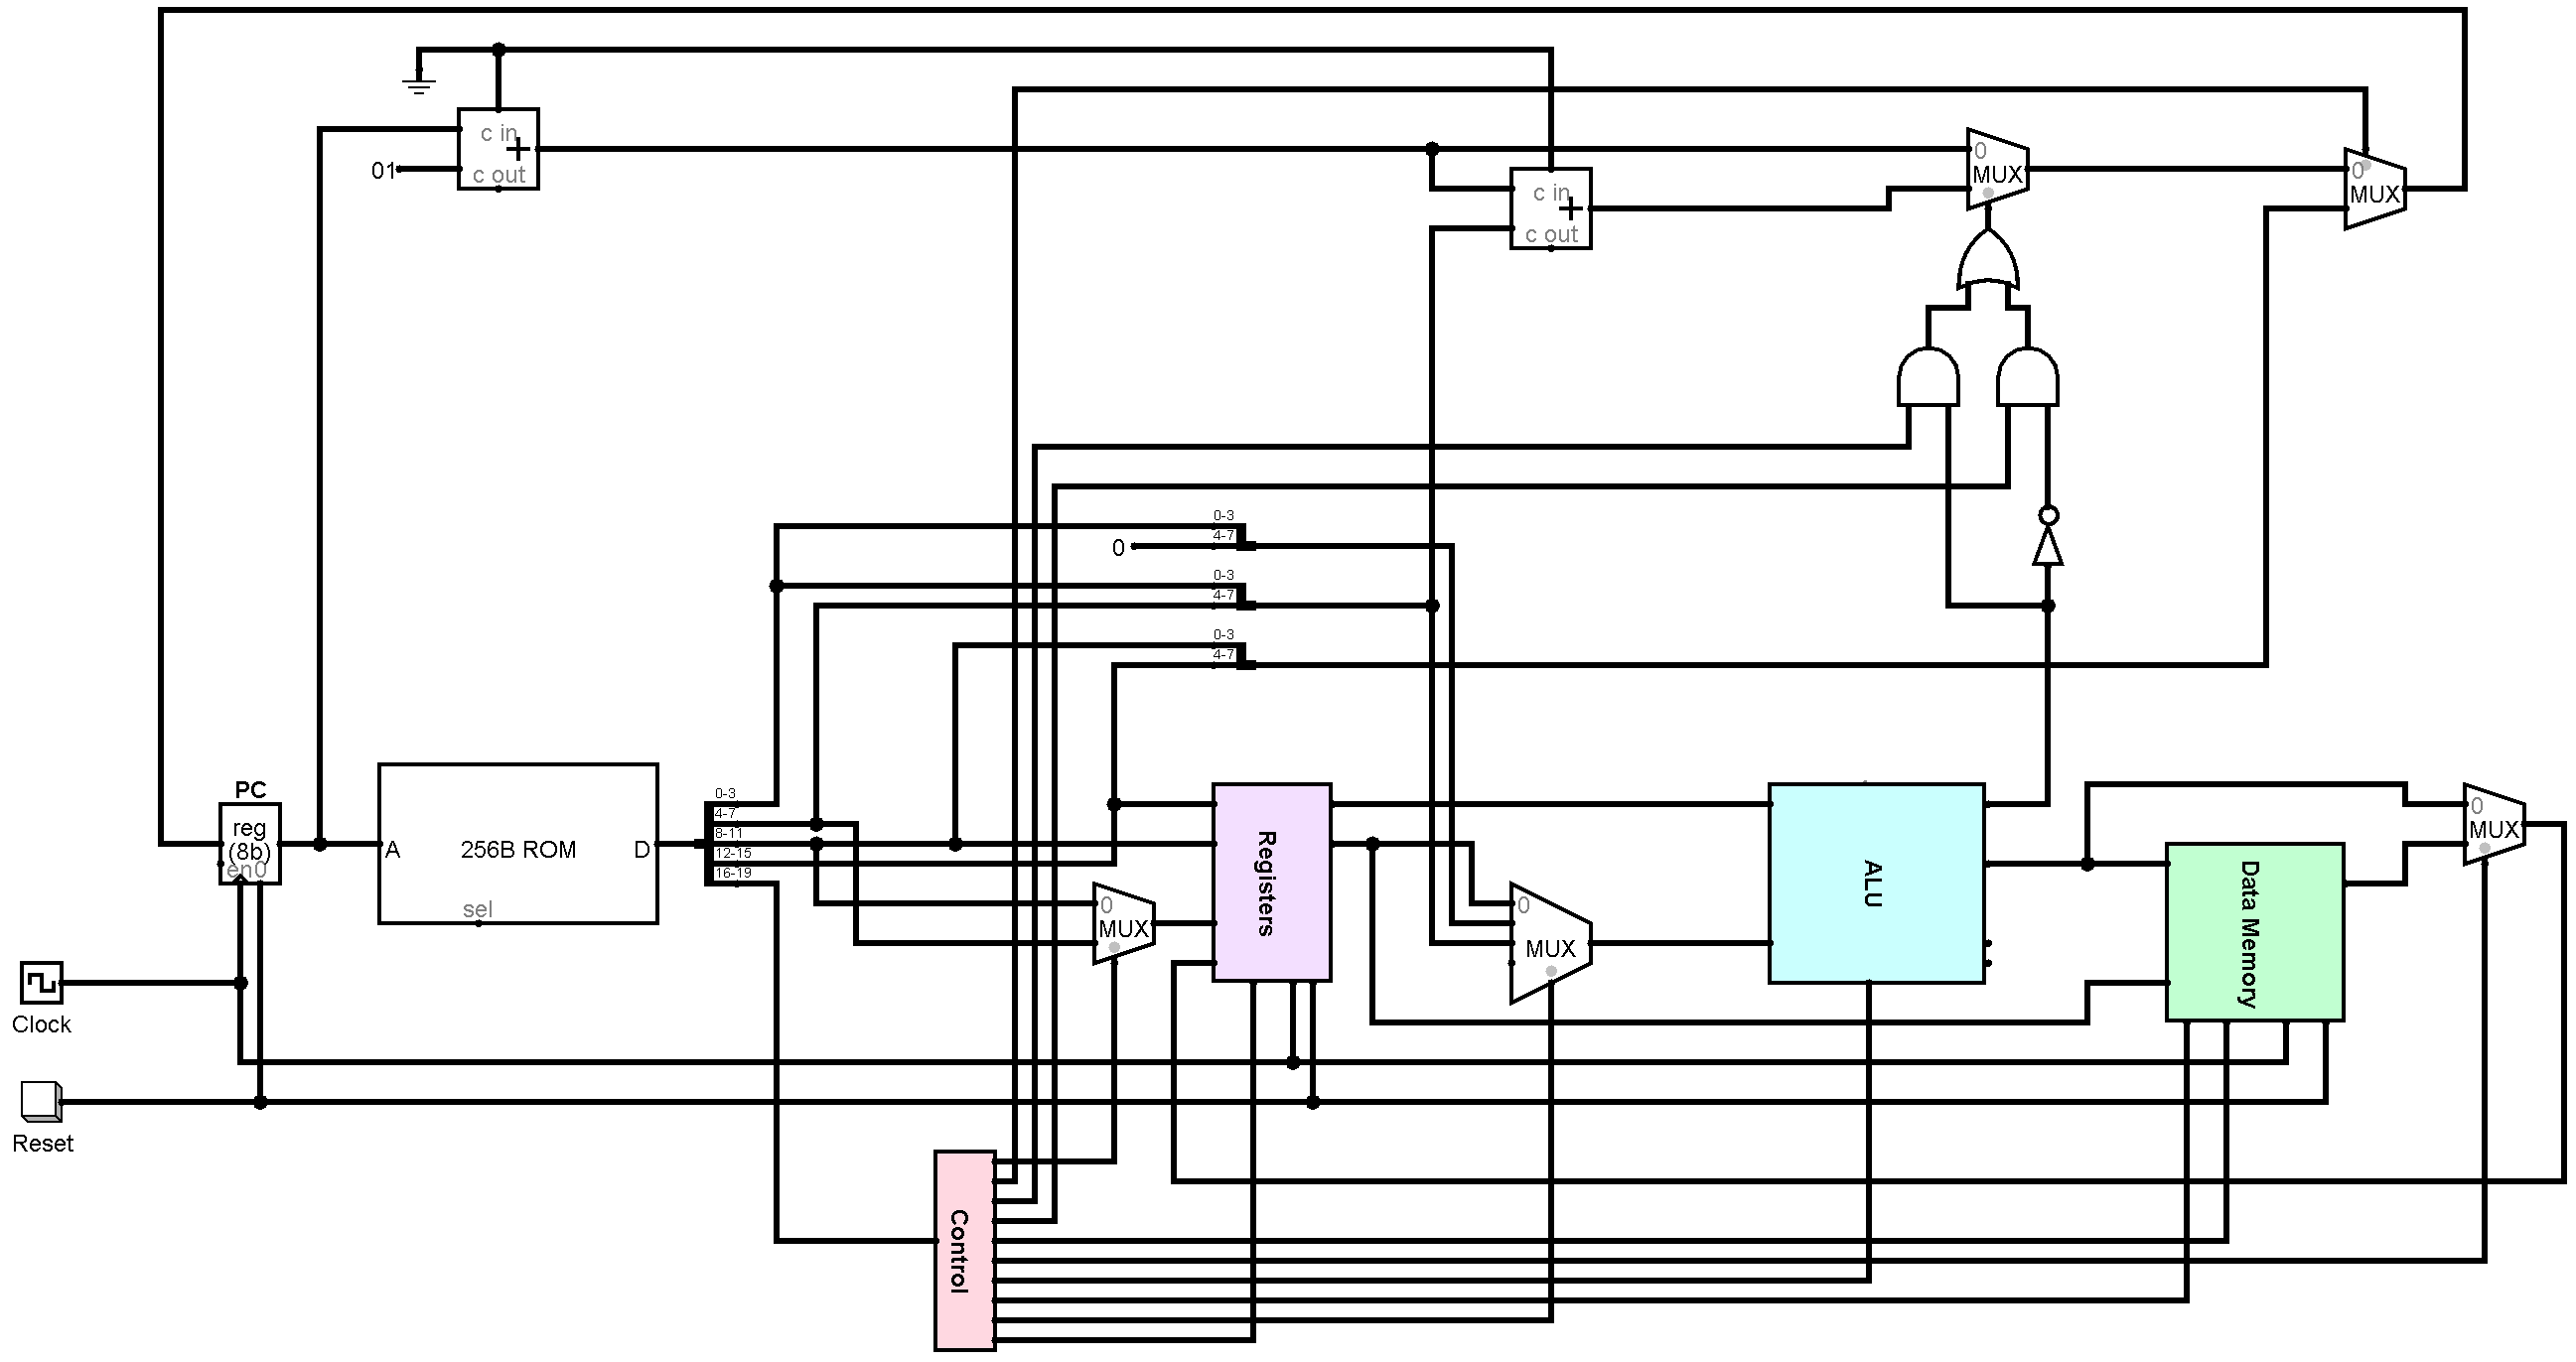 c in
c out
01
c in
c out
0
MUX
0
MUX
0-3
4-7
0
0-3
4-7
0-3
4-7
PC
reg
(8b)
en0
A
256B ROM
D
sel
0-3
4-7
8-11
12-15
16-19
0
MUX
Registers
0
MUX
ALU
Data Memory
0
MUX
Clock
Reset
Control